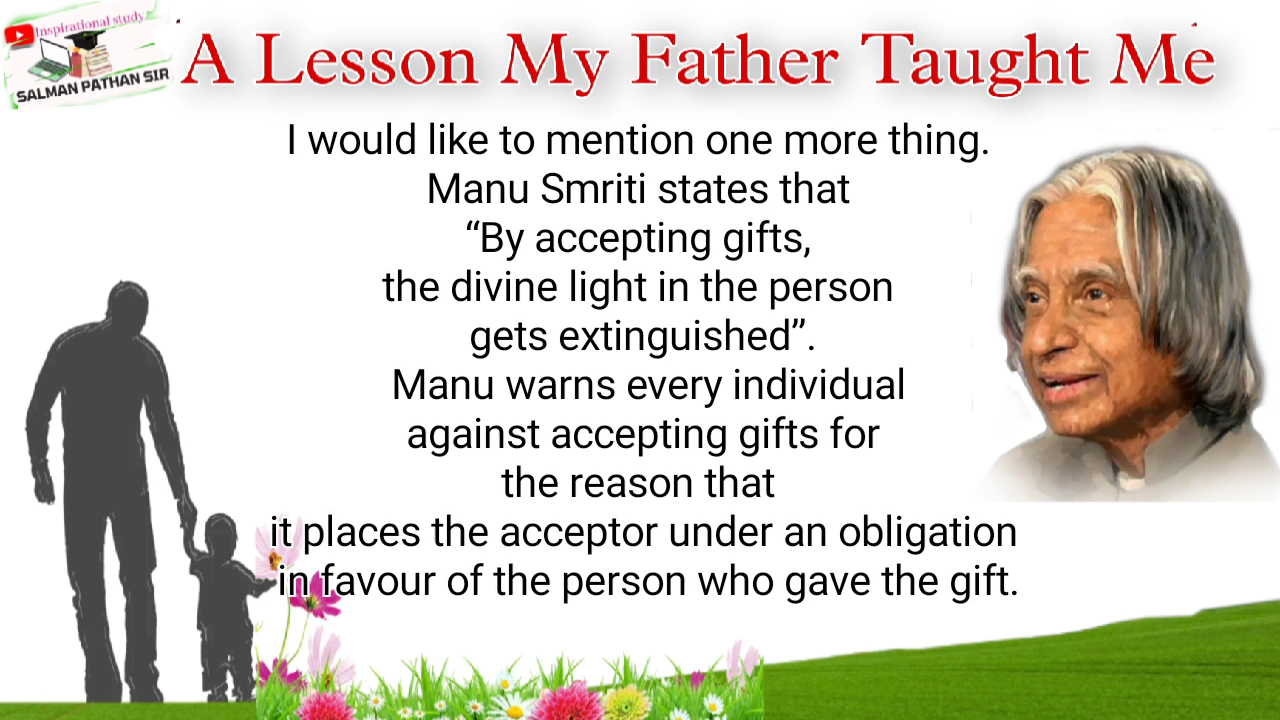 Inspirational study
SALMAN PATHAN SIR
A Lesson My Father Taught Me
I would like to mention one more thing.
Manu Smriti states that
“By accepting gifts,
the divine light in the person
gets extinguished”.
Manu warns every individual
against accepting gifts for
the reason that
it places the acceptor under an obligation
in favour of the person who gave the gift.